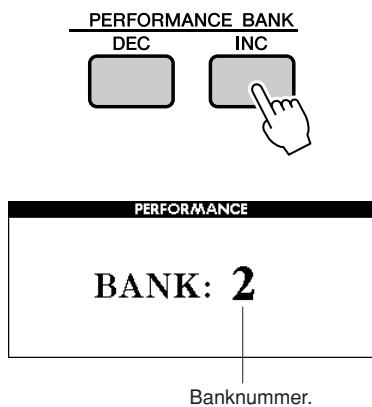 PERFORMANCE BANK
DEC INC
PERFORMANCE
BANK: 2
Banknummer.